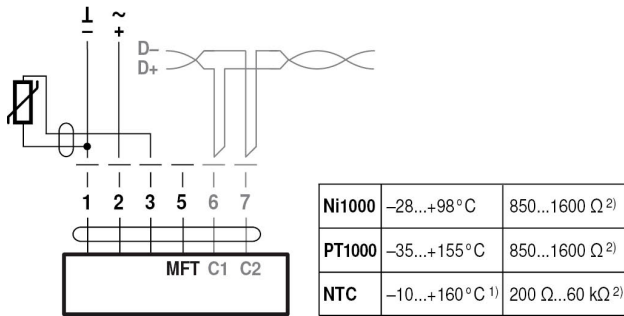 ⊥ ~
– +
D–
D+
1 2 3 5 6 7
MFT C1 C2
Ni1000 –28...+98°C 850...1600 Ω 2)
PT1000 –35...+155°C 850...1600 Ω 2)
NTC –10...+160°C 1) 200 Ω...60 kΩ 2)